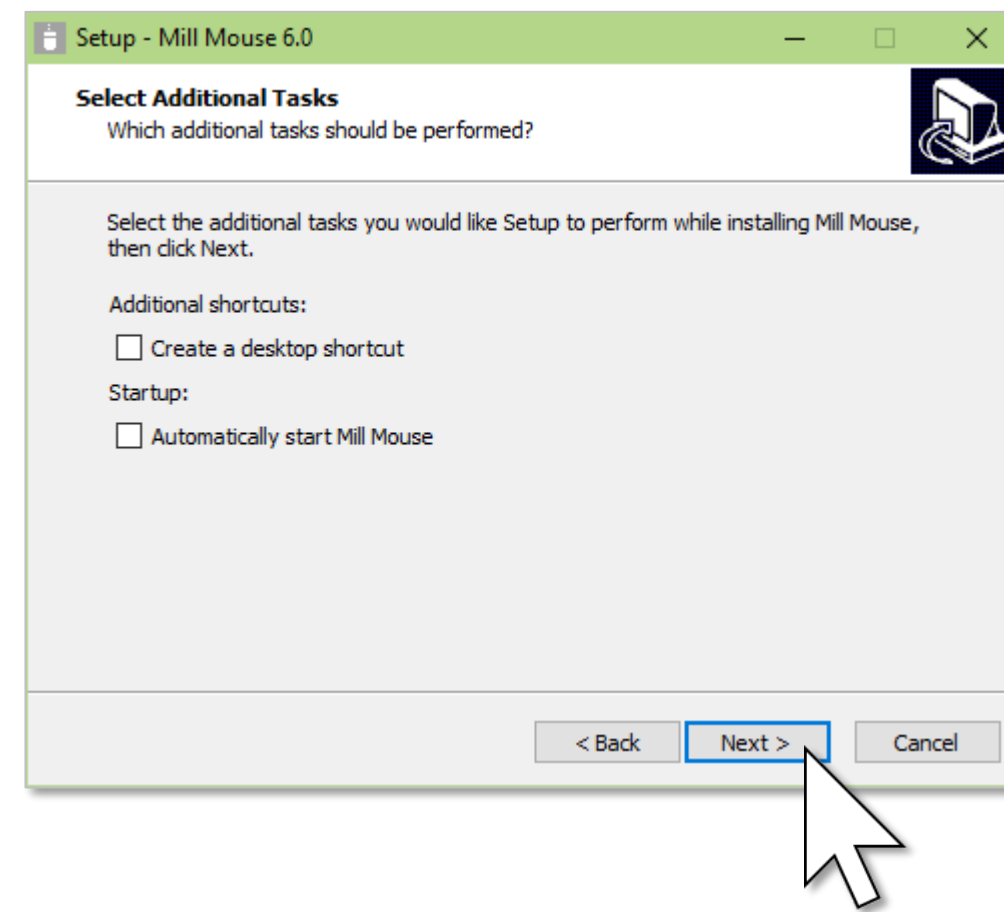 Setup - Mill Mouse 6.0
Select Additional Tasks
Which additional tasks should be performed?
Select the additional tasks you would like Setup to perform while installing Mill Mouse,
then click Next.
Additional shortcuts:
Create a desktop shortcut
Startup:
Automatically start Mill Mouse
< Back Next > Cancel